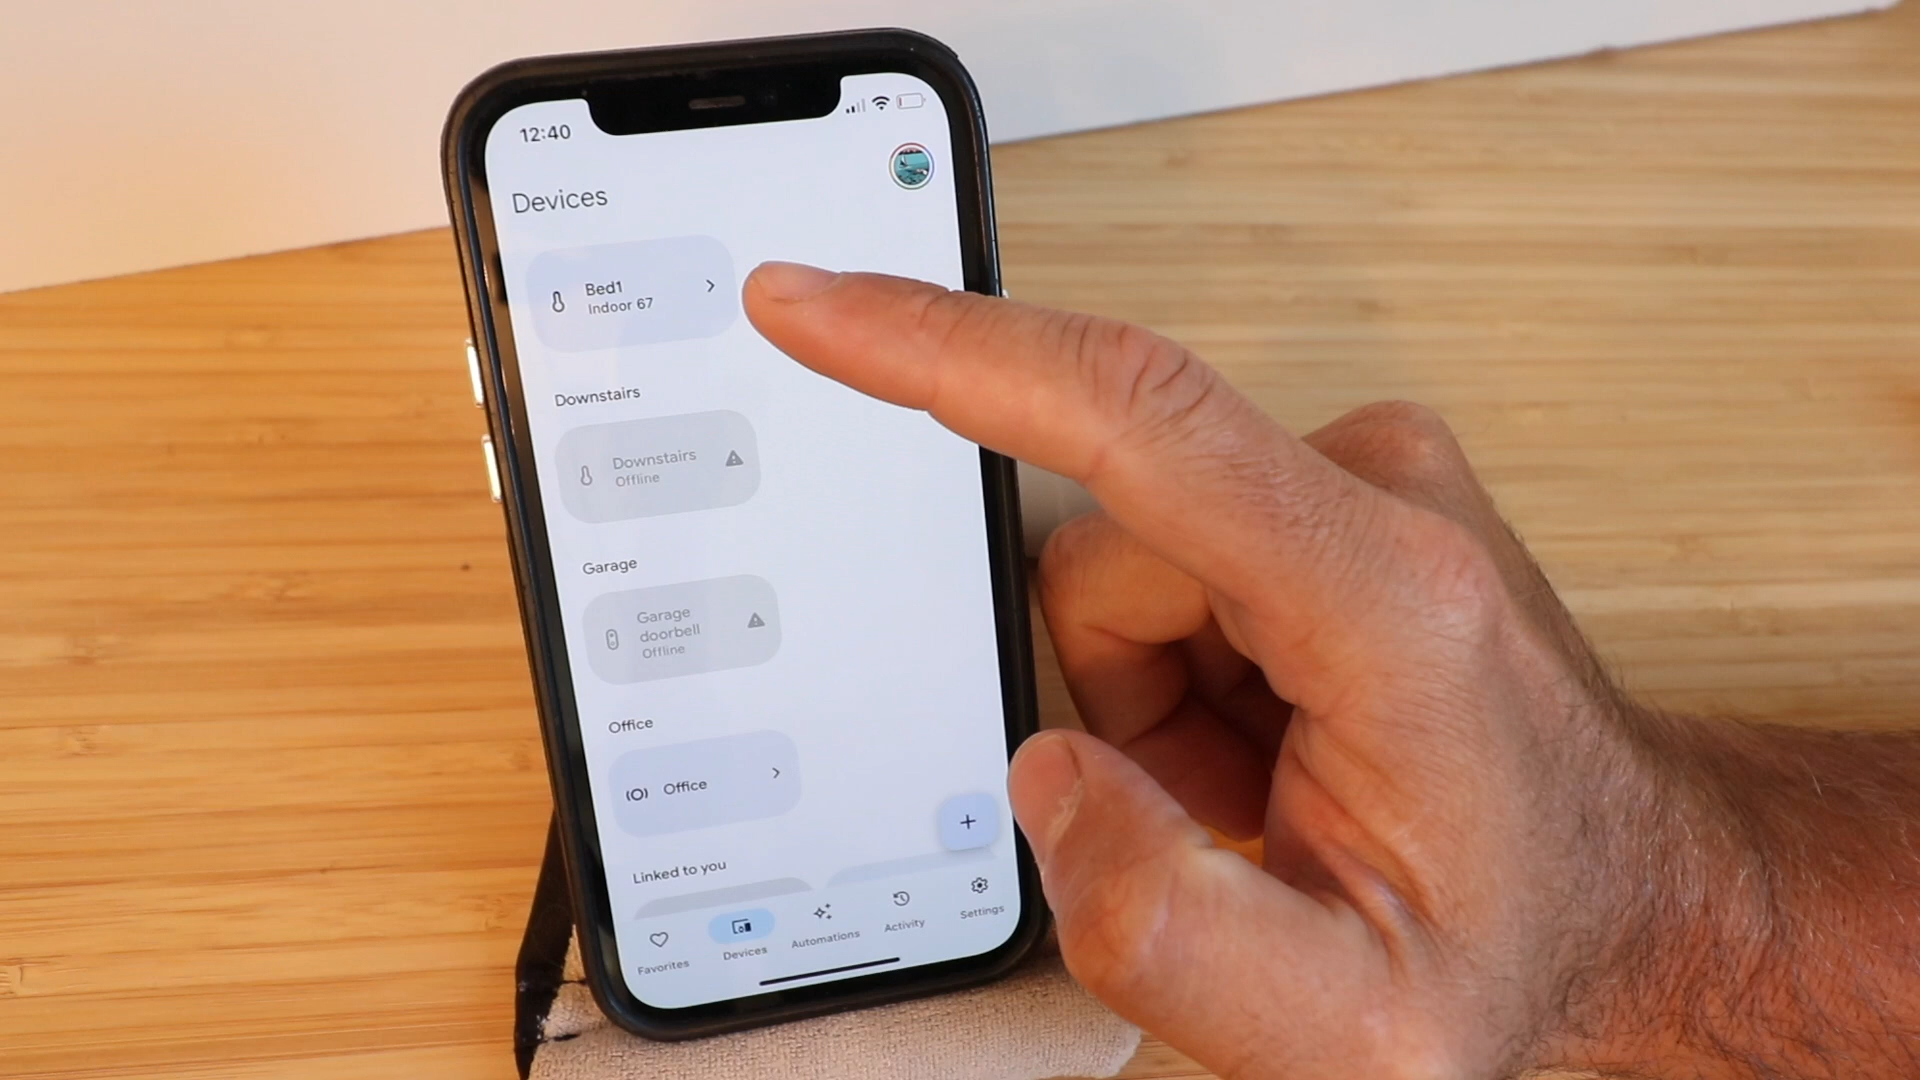 12:40
Devices
Bed1
Indoor 67
Downstairs
Downstairs
Offline
Garage
Garage
doorbell
Offline
Office
Office
+
Linked to you
Favorites
Devices
Automations
Activity
Settings